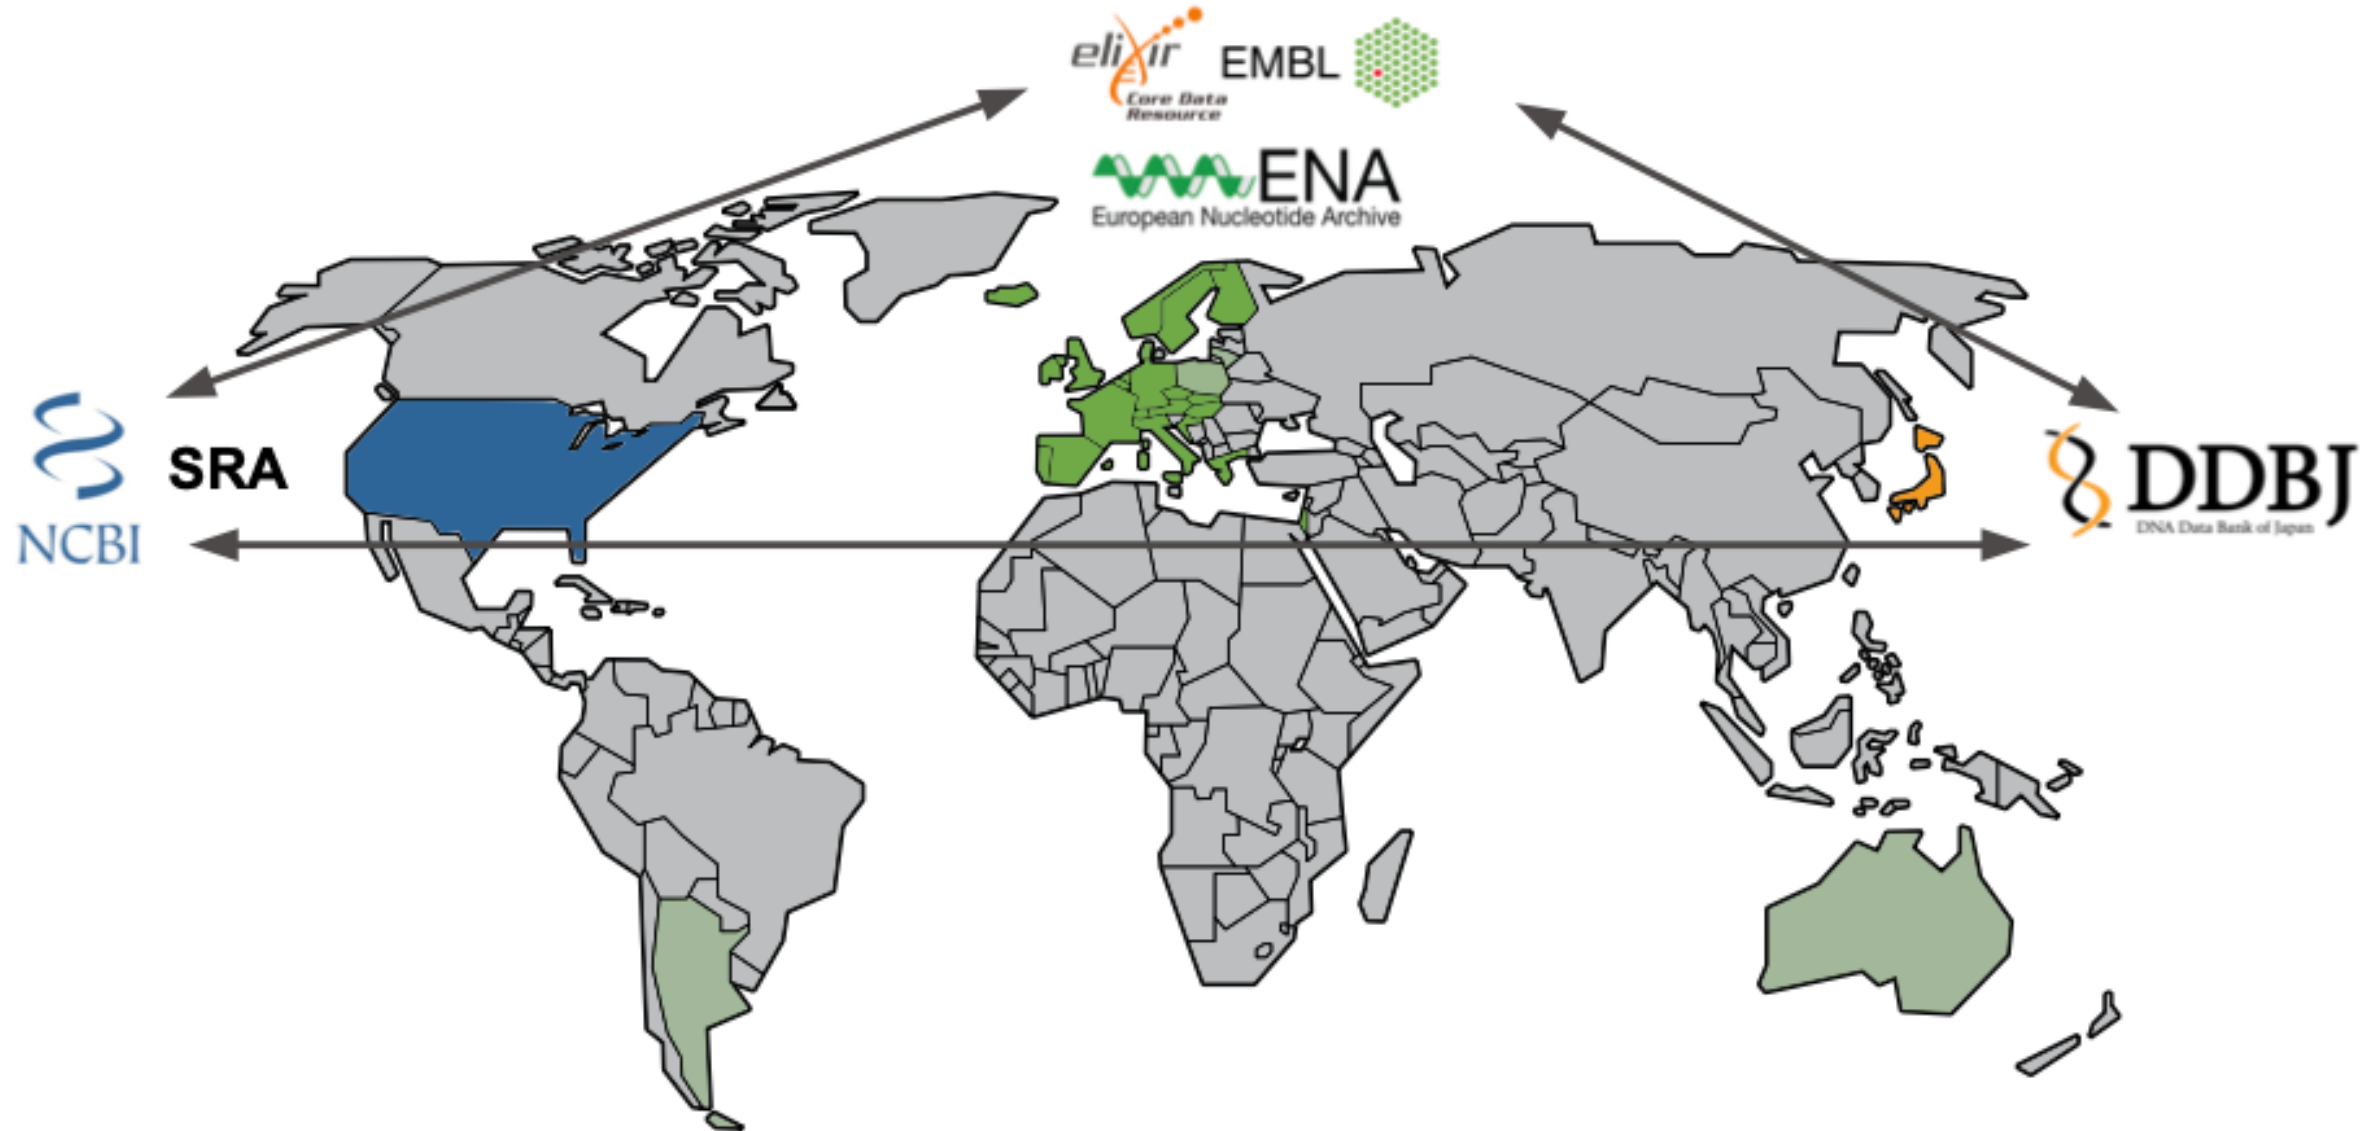 elixir
Core Data
Resource
EMBL
ENA
European Nucleotide Archive
SRA
NCBI
DDBJ
DNA Data Bank of Japan